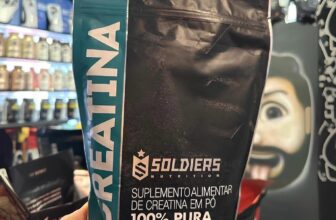 CREATINA
SOLDIERS
NUTRITION
SUPLEMENTO ALIMENTAR
DE CREATINA EM PÓ
100% PURA